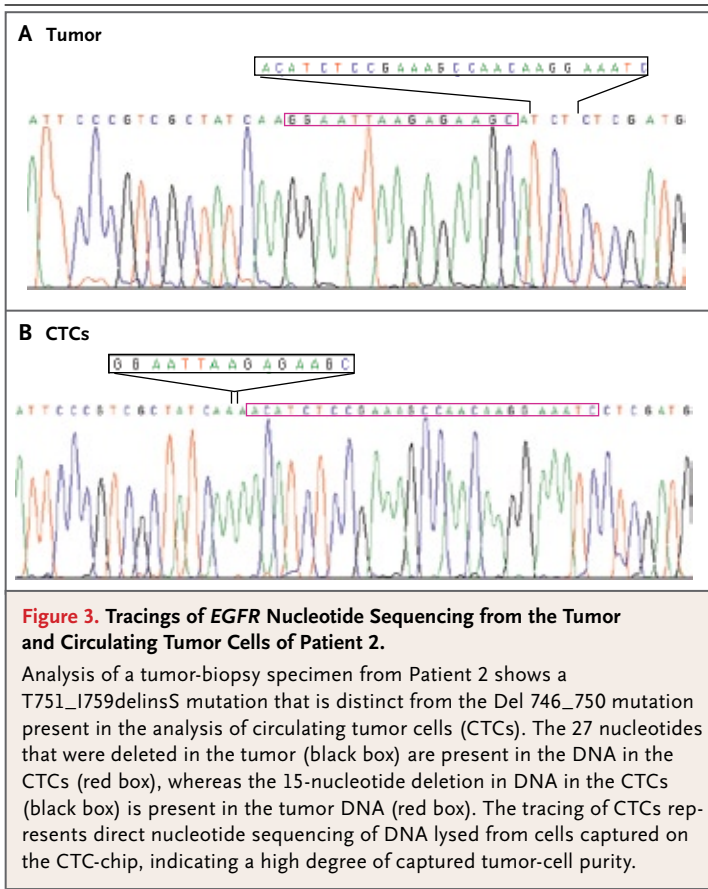 A Tumor
ACATCTCCGAAAGCCAACAAGG AAATC
ATT CCCGTCGCTATCAAGGAATTAAGAGAAGCATCTCTCGATG
B CTCs
GGAATTAAGAGAAGC
ATTCCCGTCGCTATCAAAACATCTCCGAAAGCCAACAAGGAAATCCTCGATG
Figure 3. Tracings of EGFR Nucleotide Sequencing from the Tumor
and Circulating Tumor Cells of Patient 2.
Analysis of a tumor-biopsy specimen from Patient 2 shows a
T751_I759delinsS mutation that is distinct from the Del 746_750 mutation
present in the analysis of circulating tumor cells (CTCs). The 27 nucleotides
that were deleted in the tumor (black box) are present in the DNA in the
CTCs (red box), whereas the 15-nucleotide deletion in DNA in the CTCs
(black box) is present in the tumor DNA (red box). The tracing of CTCs rep-
resents direct nucleotide sequencing of DNA lysed from cells captured on
the CTC-chip, indicating a high degree of captured tumor-cell purity.